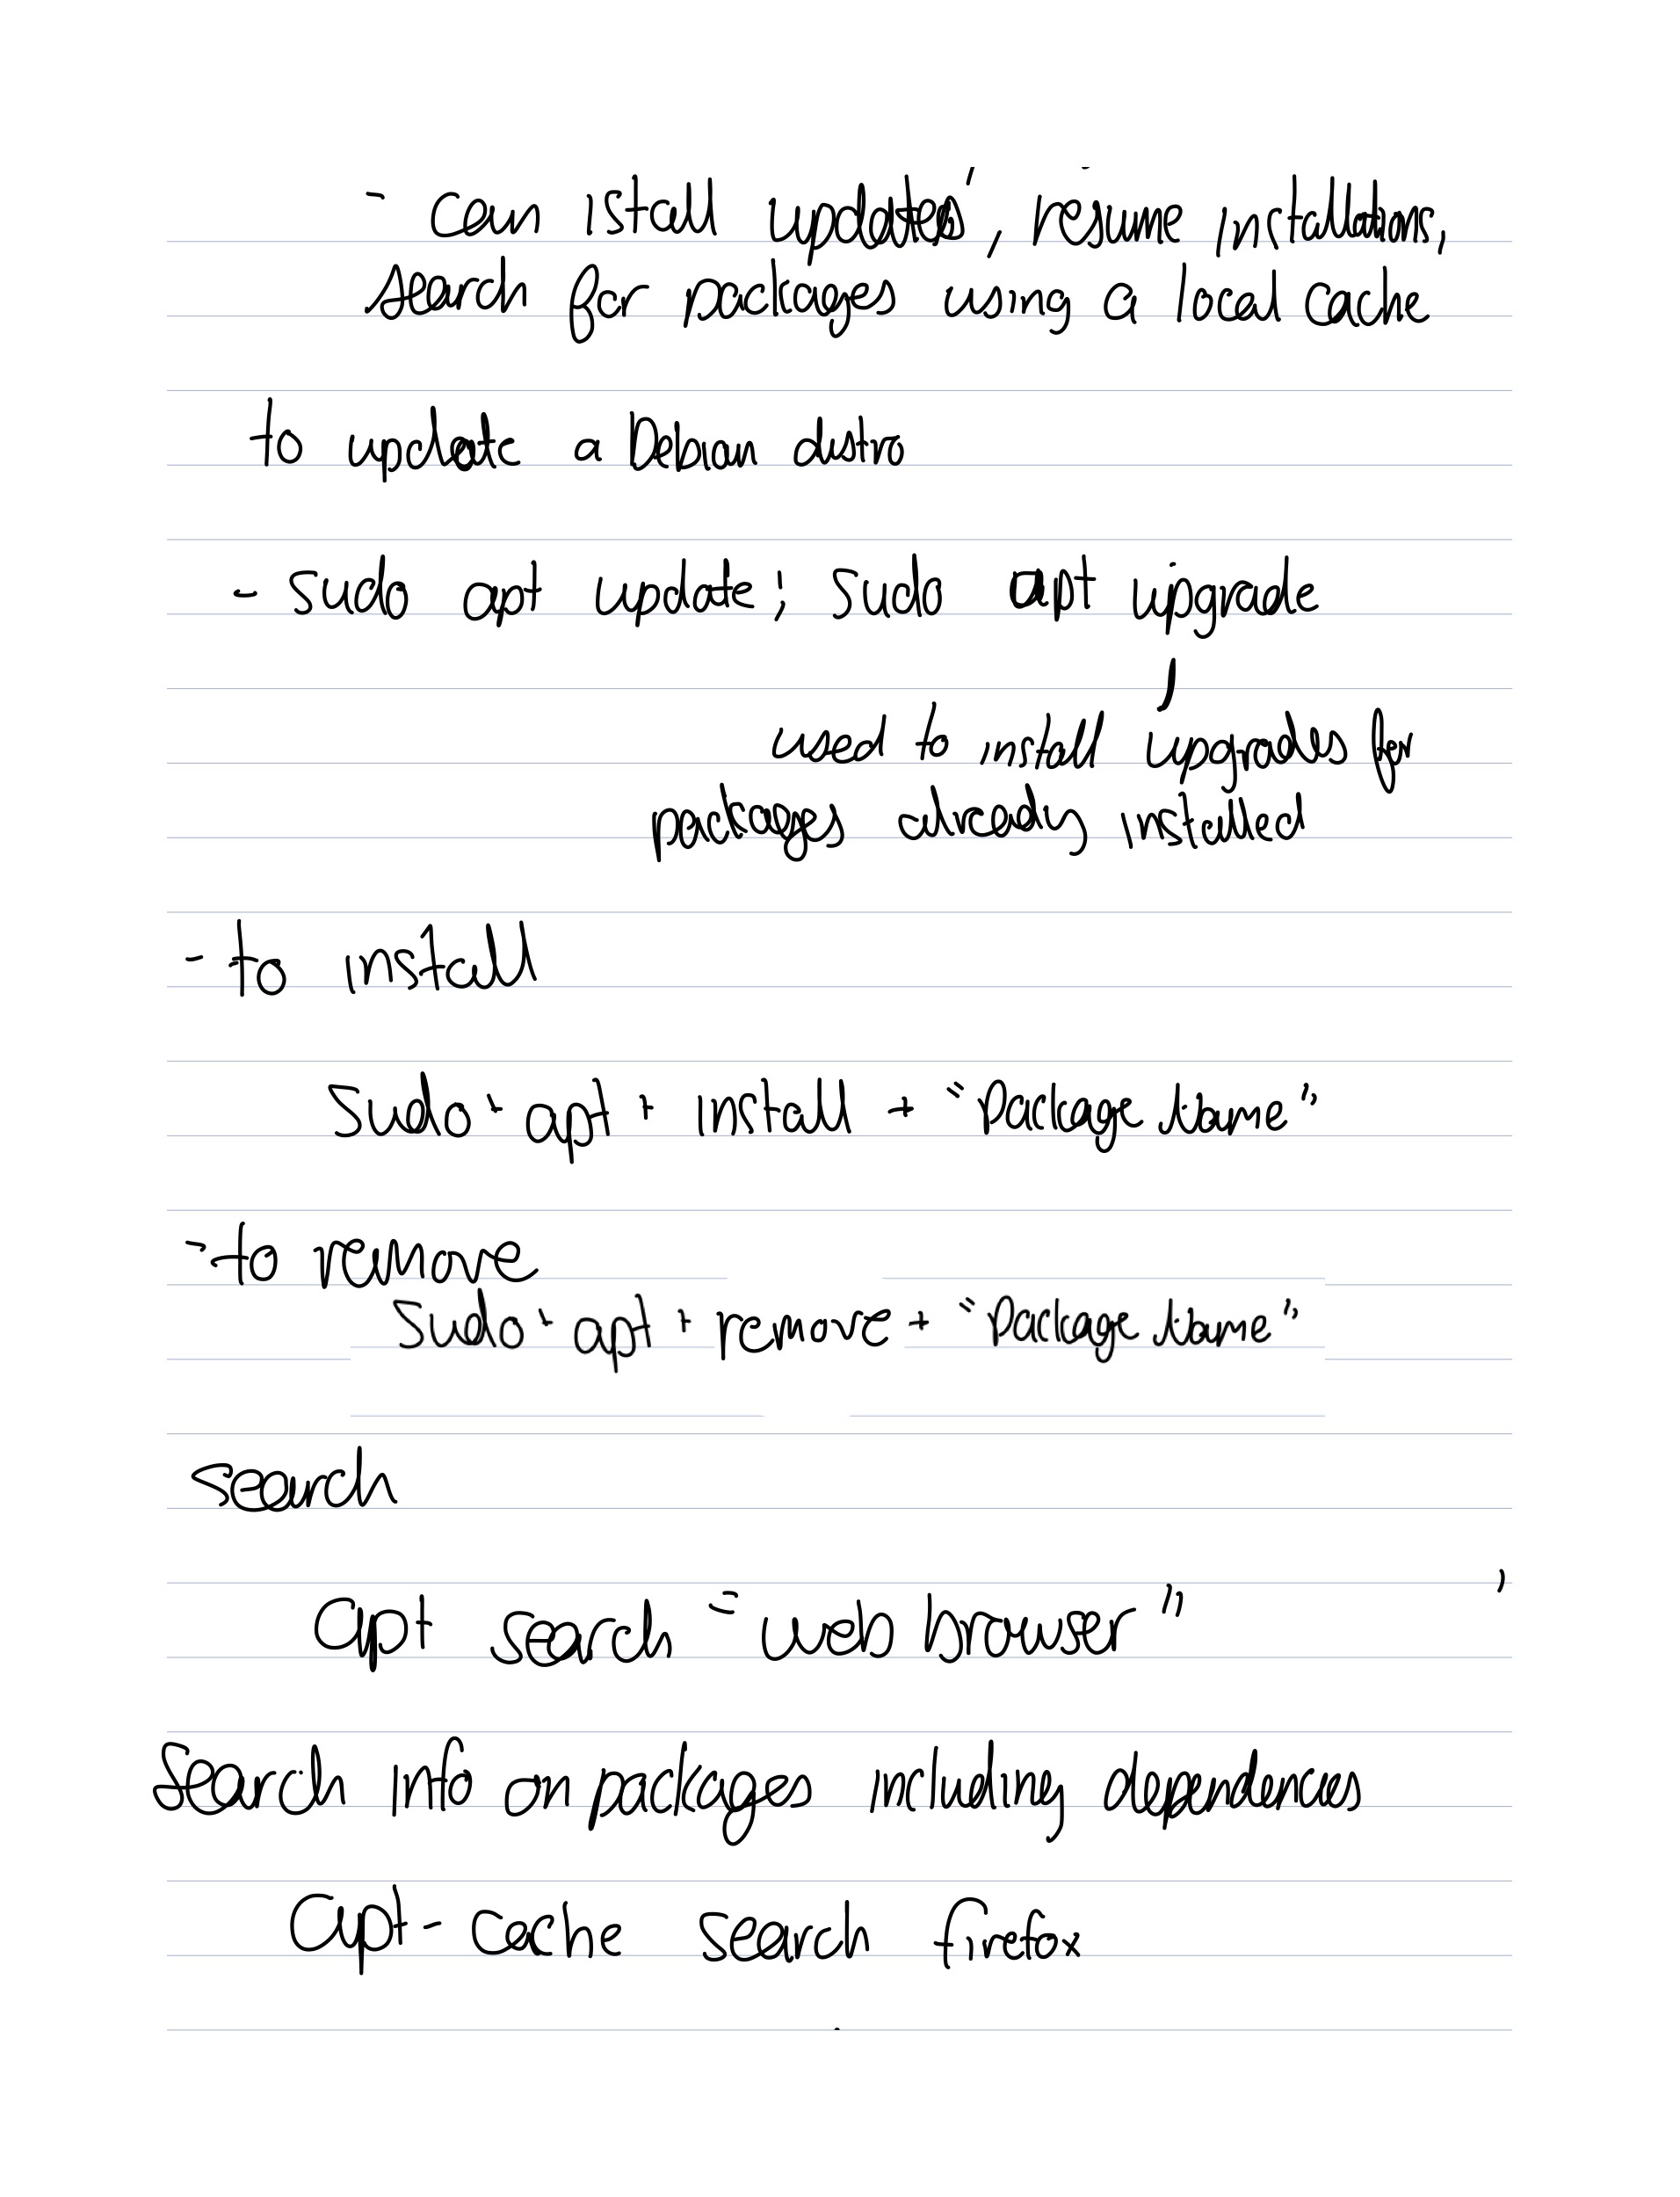 - can istall updates, resume installations,
search for packages using a local cache
to update a Debian distro
- sudo apt update; sudo apt upgrade
used to install upgrades for
packages already installed
- to install
Sudo + apt + install + "Package Name"
- to remove
Sudo + apt + remove + "Package Name"
search
apt search "web browser"
search info on packages including dependencies
apt-cache search firefox